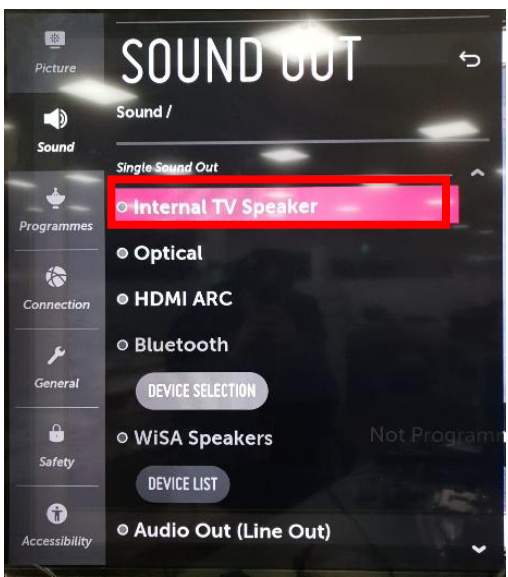 Picture
Sound
Programmes
Connection
General
Safety
Accessibility
SOUND OUT
Sound /
Single Sound Out
Internal TV Speaker
Optical
HDMI ARC
Bluetooth
DEVICE SELECTION
WiSA Speakers
DEVICE LIST
Audio Out (Line Out)
Not